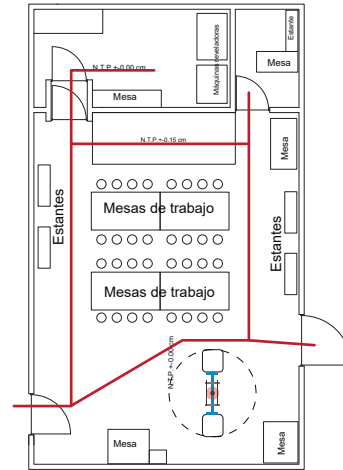 Estante
Máquinas reveladoras
Mesa
N.T.P.+-0.00 cm
Mesa
N.T.P.+-0.15 cm
Mesa
Estantes
Mesas de trabajo
Estantes
Mesas de trabajo
N.T.P.+-0.00 cm
Mesa
Mesa